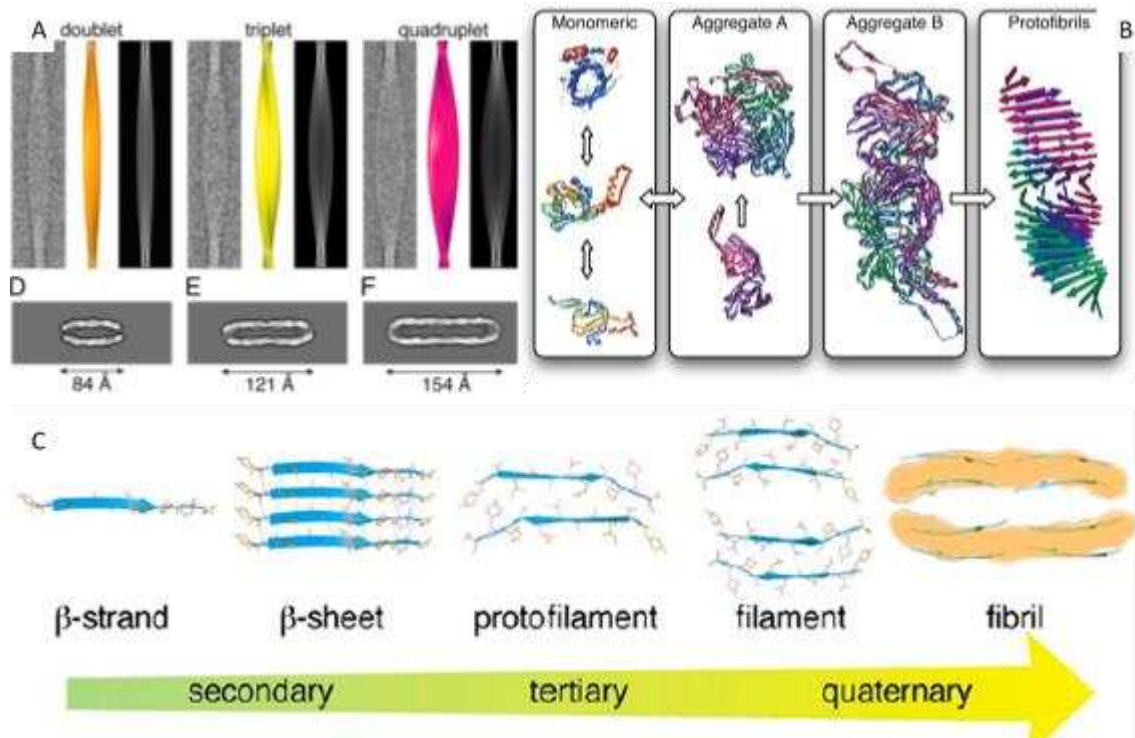 A
doublet
triplet
quadruplet
D
E
F
84 Å
121 Å
154 Å
Monomeric
Aggregate A
Aggregate B
Protofibrils
B
C
β-strand
β-sheet
protofilament
filament
fibril
secondary
tertiary
quaternary